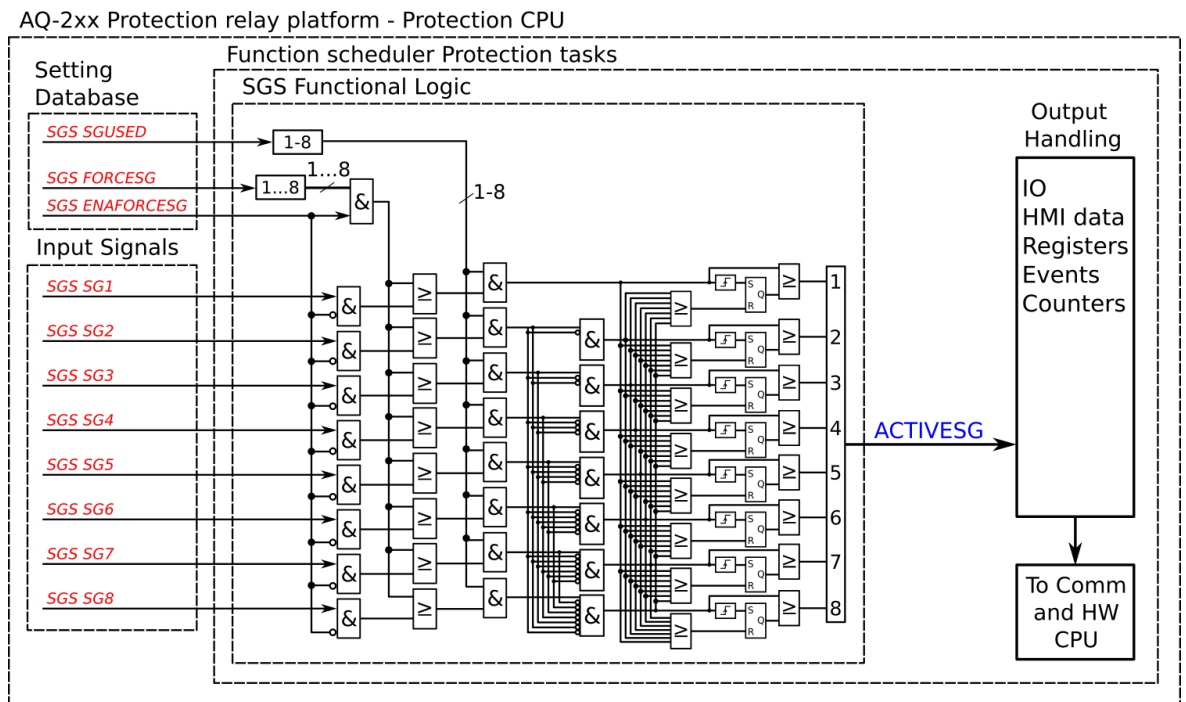 AQ-2xx Protection relay platform - Protection CPU
Function scheduler Protection tasks
Setting
Database
SGS Functional Logic
SGS SGUSED
1-8
SGS FORCESG
1...8
1...8
&
1-8
SGS ENAFORCESG
Input Signals
SGS SG1
SGS SG2
SGS SG3
SGS SG4
SGS SG5
SGS SG6
SGS SG7
SGS SG8
& & & & & & & &
≥ ≥ ≥ ≥ ≥ ≥ ≥ ≥
& & & & & & & &
& & & & & & &
≥ ≥ ≥ ≥ ≥ ≥ ≥ ≥
S Q R
S Q R
S Q R
S Q R
S Q R
S Q R
S Q R
S Q R
≥ ≥ ≥ ≥ ≥ ≥ ≥ ≥
1
2
3
4
5
6
7
8
ACTIVESG
Output
Handling
IO
HMI data
Registers
Events
Counters
To Comm
and HW
CPU